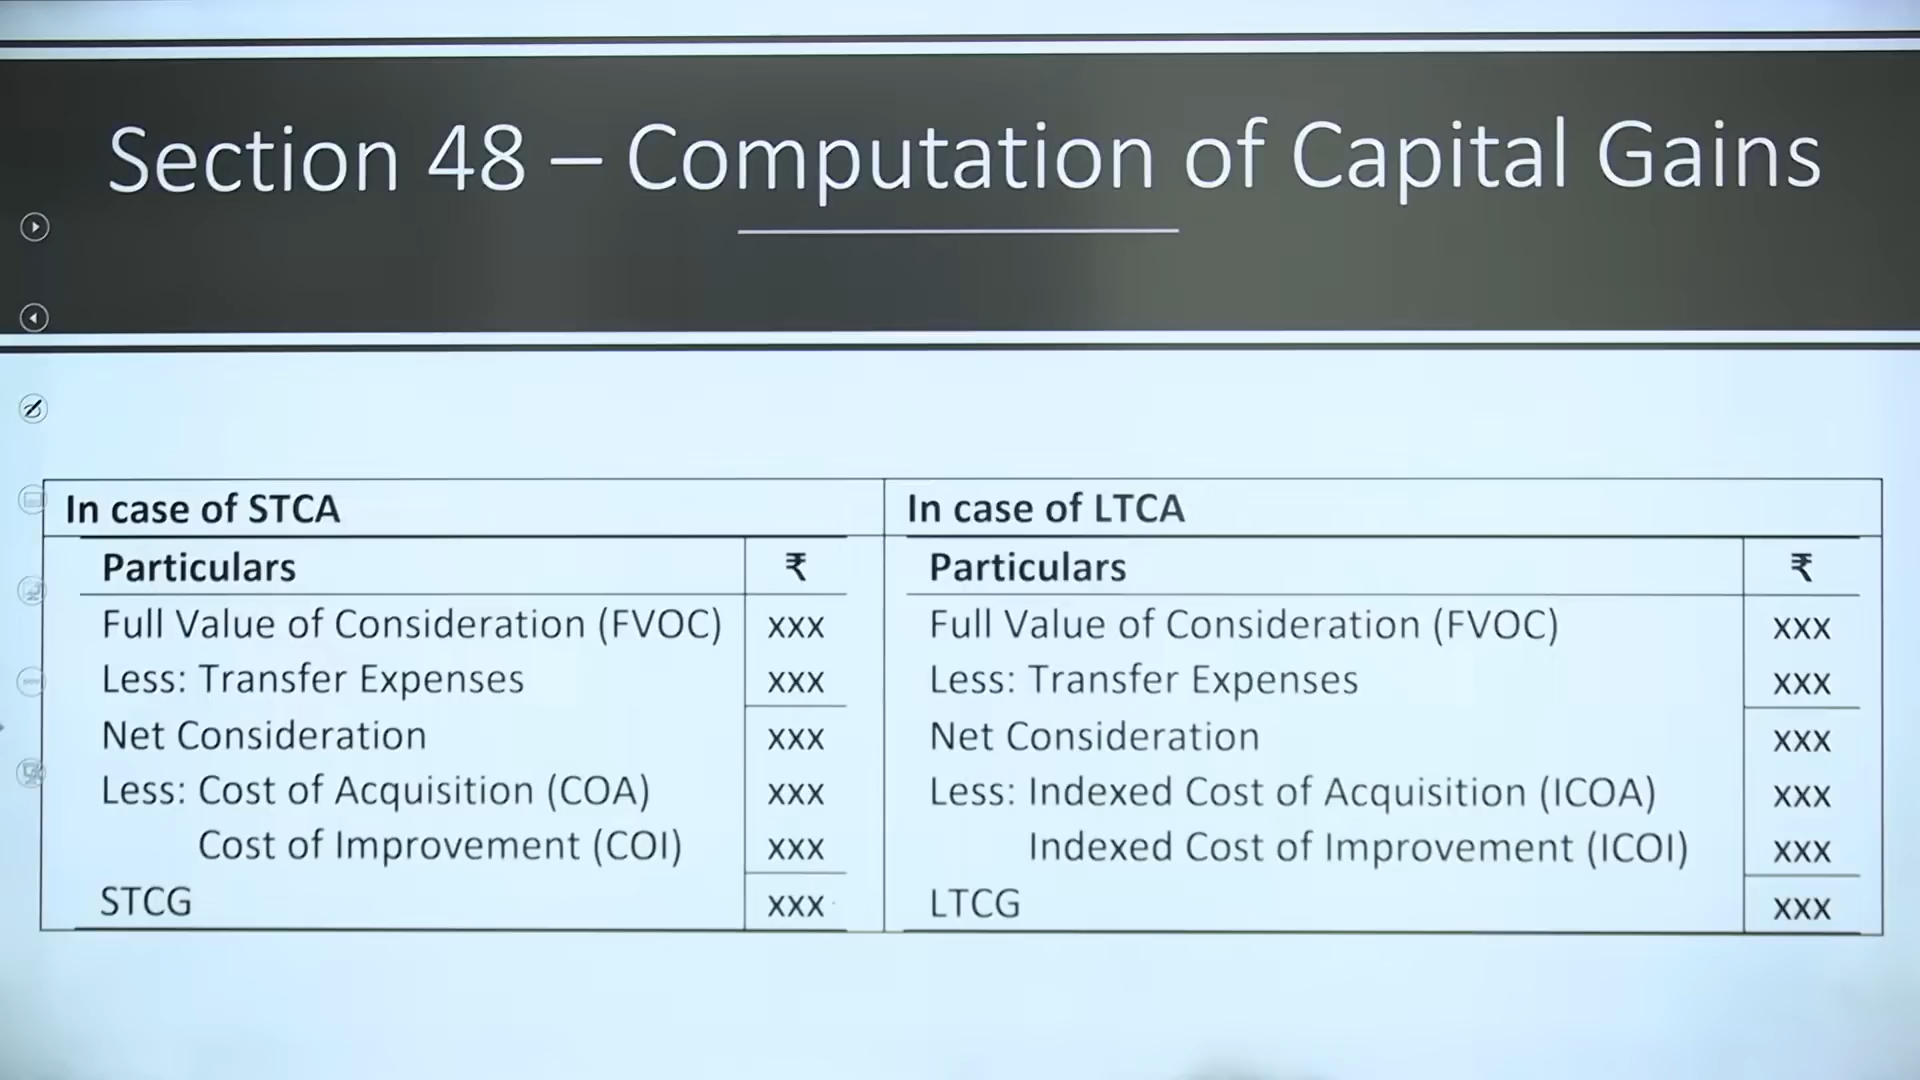 Section 48 – Computation of Capital Gains
In case of STCA
Particulars ₹
Full Value of Consideration (FVOC) xxx
Less: Transfer Expenses xxx
Net Consideration xxx
Less: Cost of Acquisition (COA) xxx
Cost of Improvement (COI) xxx
STCG xxx
In case of LTCA
Particulars ₹
Full Value of Consideration (FVOC) xxx
Less: Transfer Expenses xxx
Net Consideration xxx
Less: Indexed Cost of Acquisition (ICOA) xxx
Indexed Cost of Improvement (ICOI) xxx
LTCG xxx